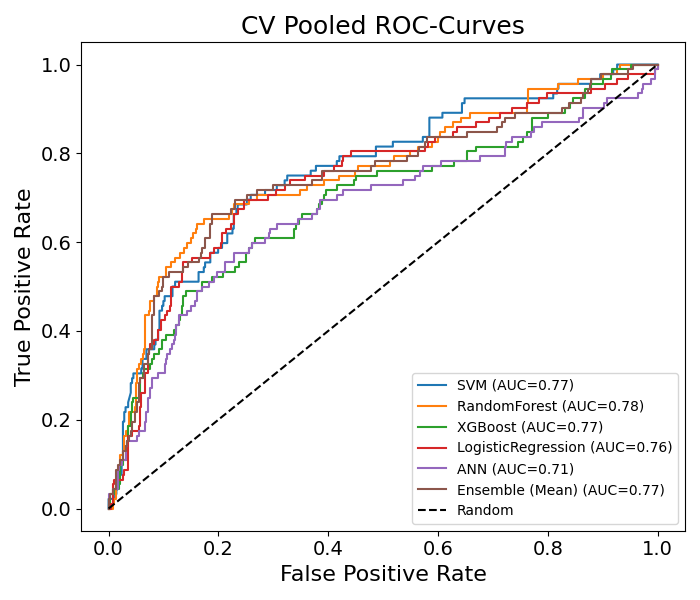 CV Pooled ROC-Curves
True Positive Rate
1.0
0.8
0.6
0.4
0.2
0.0
SVM (AUC=0.77)
RandomForest (AUC=0.78)
XGBoost (AUC=0.77)
LogisticRegression (AUC=0.76)
ANN (AUC=0.71)
Ensemble (Mean) (AUC=0.77)
Random
0.0 0.2 0.4 0.6 0.8 1.0
False Positive Rate